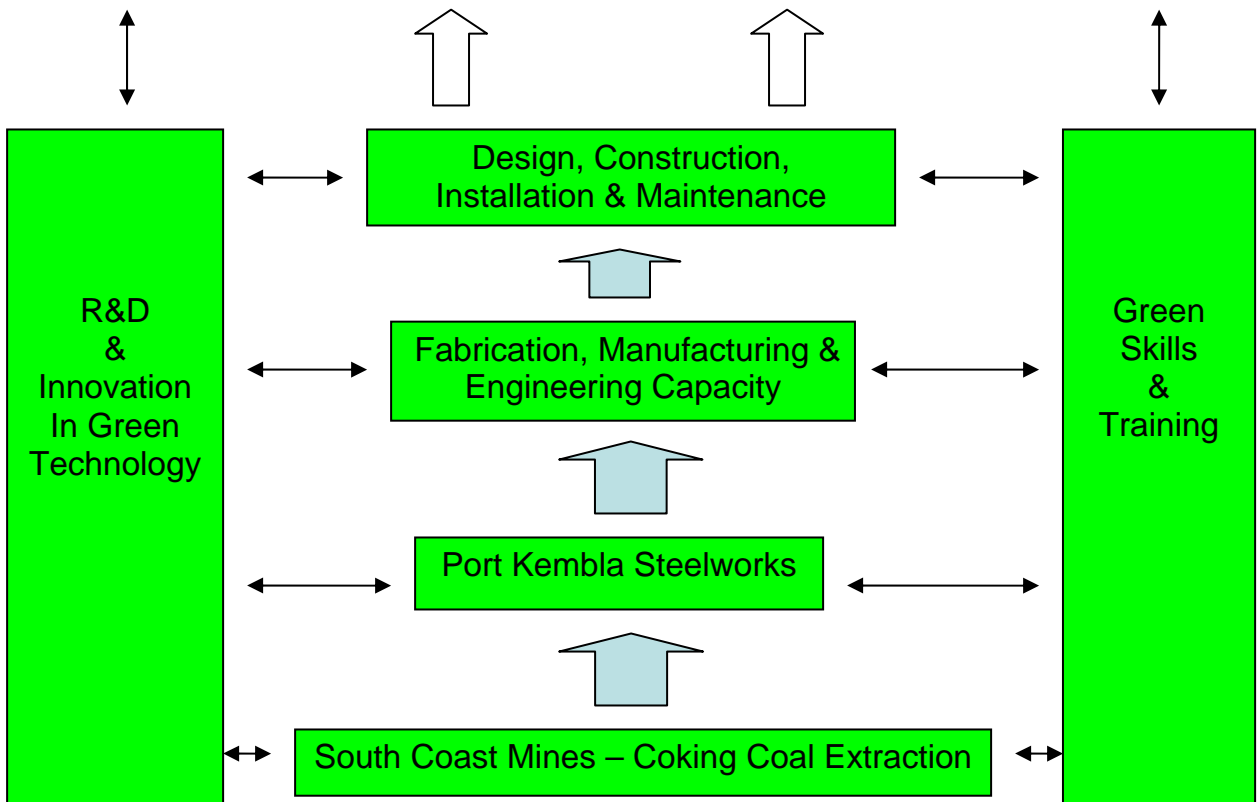 Design, Construction,
Installation & Maintenance
R&D
&
Innovation
In Green
Technology
Fabrication, Manufacturing &
Engineering Capacity
Green
Skills
&
Training
Port Kembla Steelworks
South Coast Mines – Coking Coal Extraction